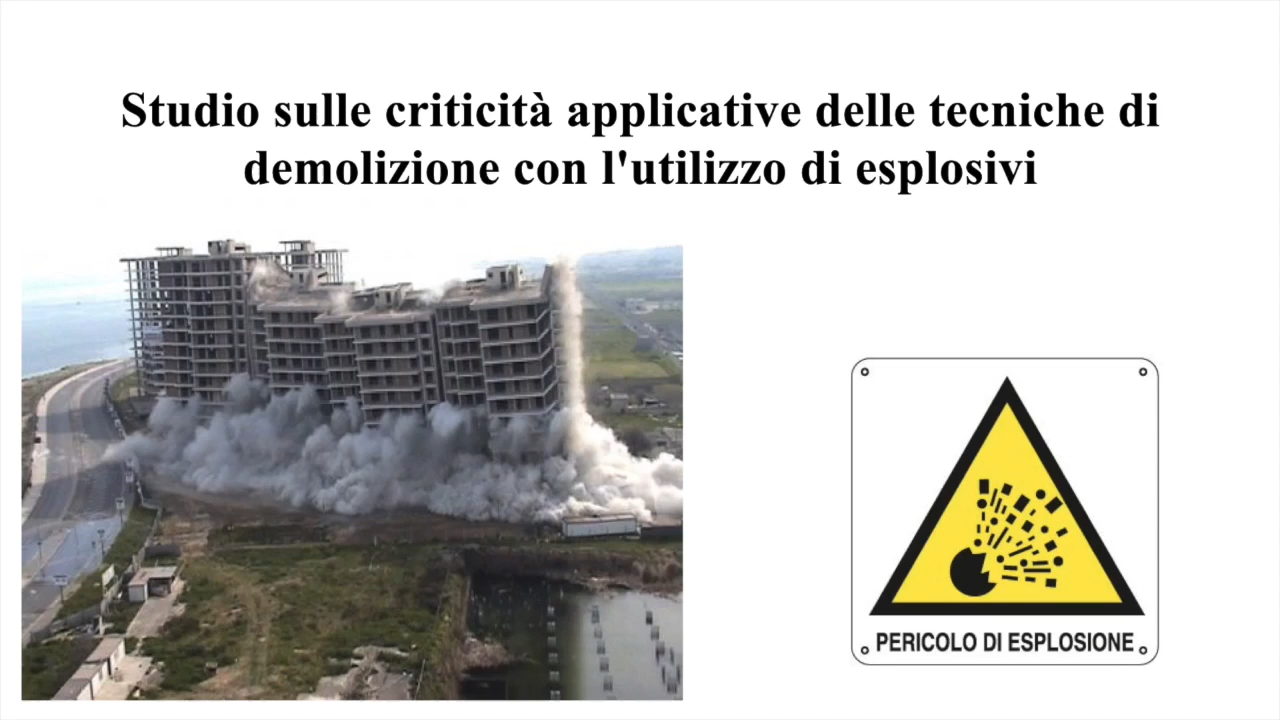 Studio sulle criticità applicative delle tecniche di
demolizione con l'utilizzo di esplosivi
PERICOLO DI ESPLOSIONE